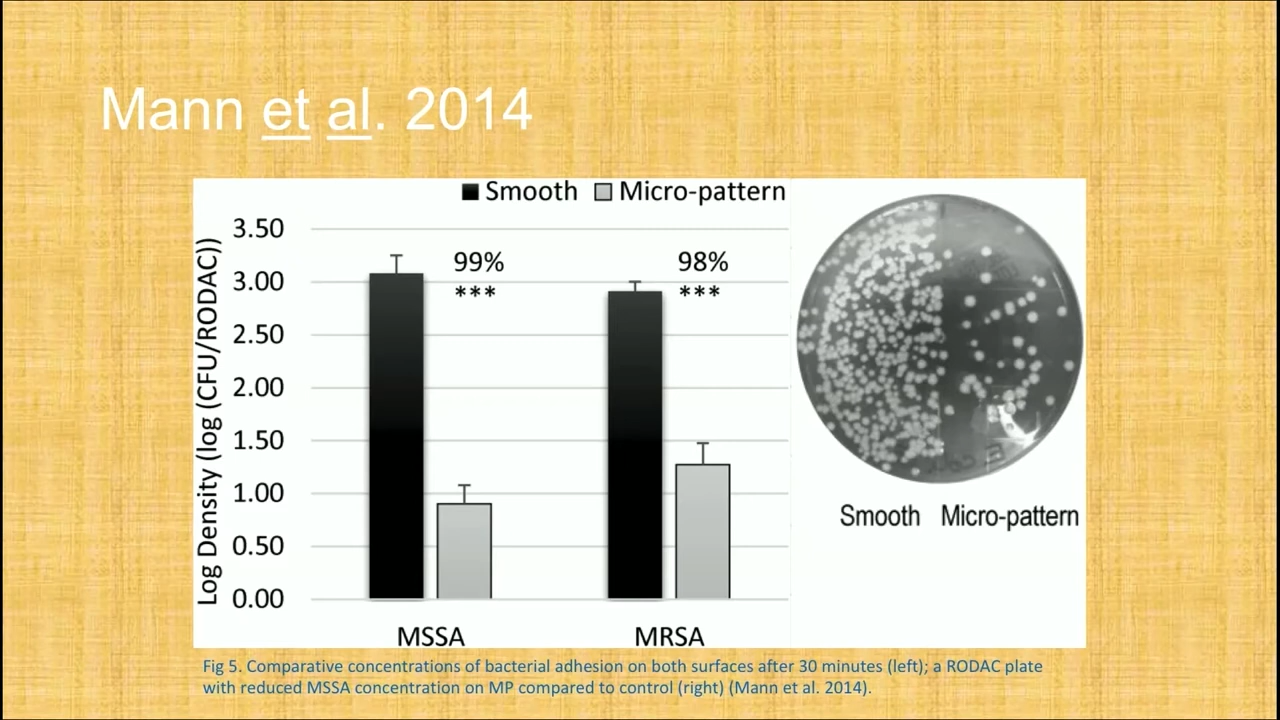 Mann et al. 2014
Smooth Micro-pattern
Log Density (log (CFU/RODAC))
3.50
3.00
2.50
2.00
1.50
1.00
0.50
0.00
99%
***
98%
***
MSSA MRSA
Smooth Micro-pattern
Fig 5. Comparative concentrations of bacterial adhesion on both surfaces after 30 minutes (left); a RODAC plate
with reduced MSSA concentration on MP compared to control (right) (Mann et al. 2014).